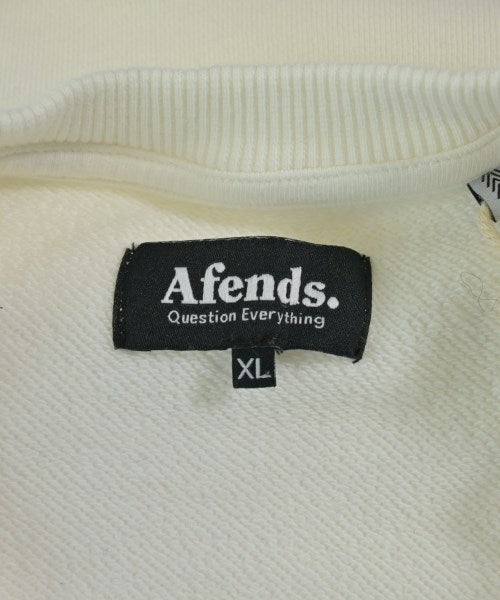 Afends.
Question Everything
XL